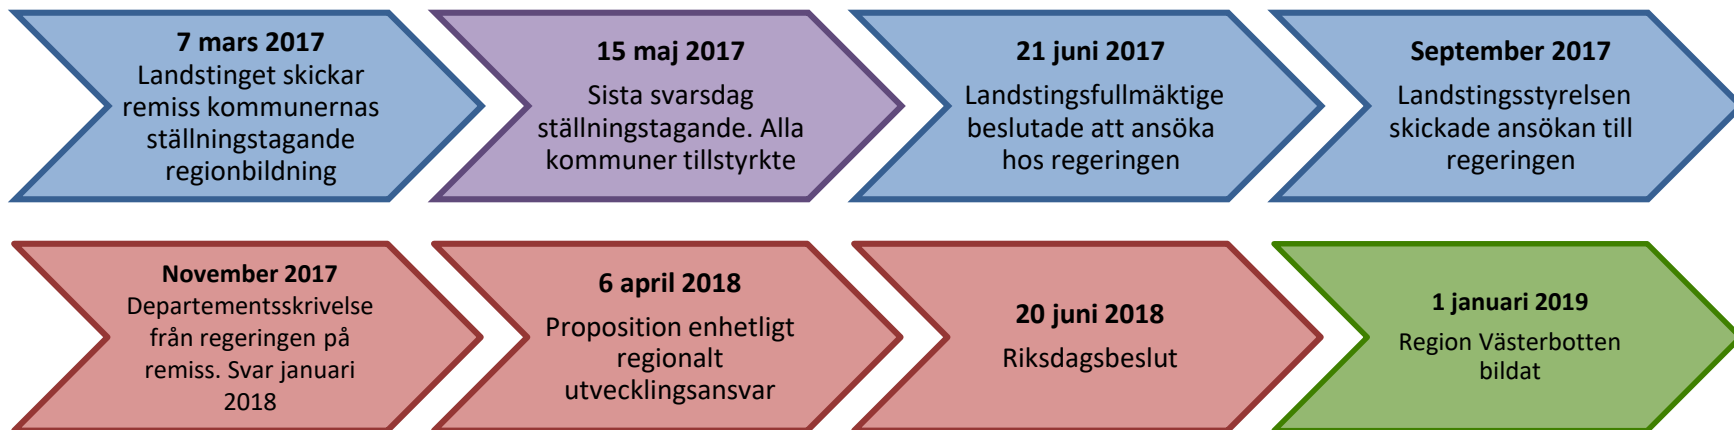 7 mars 2017
Landstinget skickar
remiss kommunernas
ställningstagande
regionbildning
15 maj 2017
Sista svarsdag
ställningstagande. Alla
kommuner tillstyrkte
21 juni 2017
Landstingsfullmäktige
beslutade att ansöka
hos regeringen
September 2017
Landstingsstyrelsen
skickade ansökan till
regeringen
November 2017
Departementsskrivelse
från regeringen på
remiss. Svar januari
2018
6 april 2018
Proposition enhetligt
regionalt
utvecklingsansvar
20 juni 2018
Riksdagsbeslut
1 januari 2019
Region Västerbotten
bildat